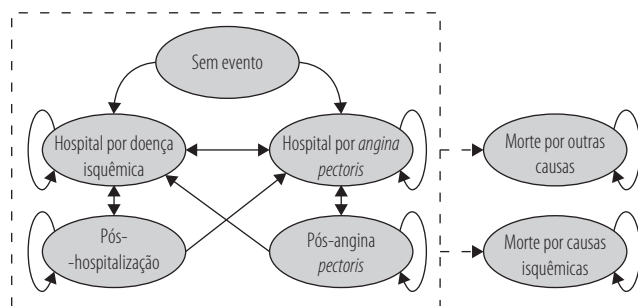 Sem evento
Hospital por doença
isquêmica
Hospital por angina
pectoris
Morte por outras
causas
Pós-
-hospitalização
Pós-angina
pectoris
Morte por causas
isquêmicas